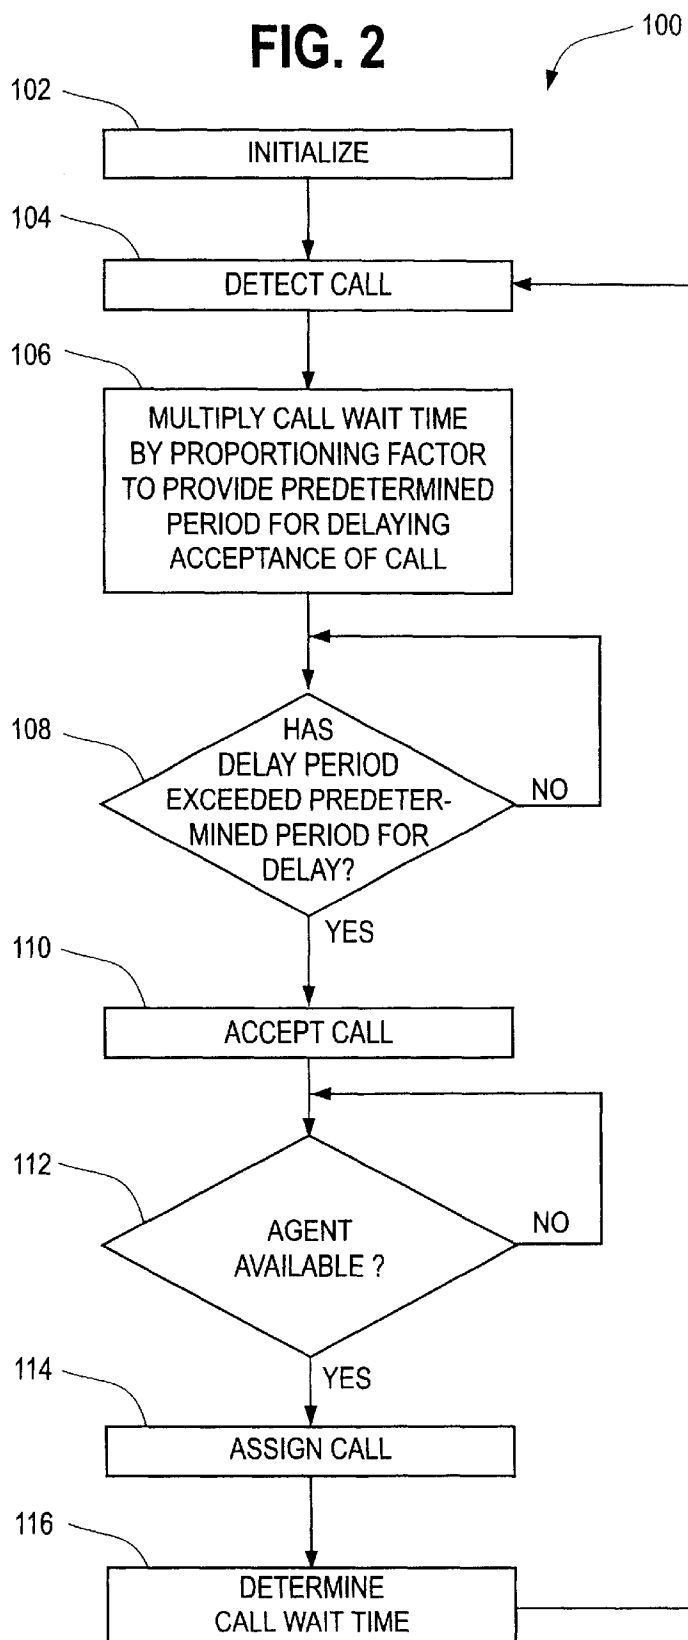 FIG. 2
100
102
INITIALIZE
104
DETECT CALL
106
MULTIPLY CALL WAIT TIME
BY PROPORTIONING FACTOR
TO PROVIDE PREDETERMINED
PERIOD FOR DELAYING
ACCEPTANCE OF CALL
108
HAS
DELAY PERIOD
EXCEEDED PREDETER-
MINED PERIOD FOR
DELAY?
NO
YES
110
ACCEPT CALL
112
AGENT
AVAILABLE ?
NO
YES
114
ASSIGN CALL
116
DETERMINE
CALL WAIT TIME